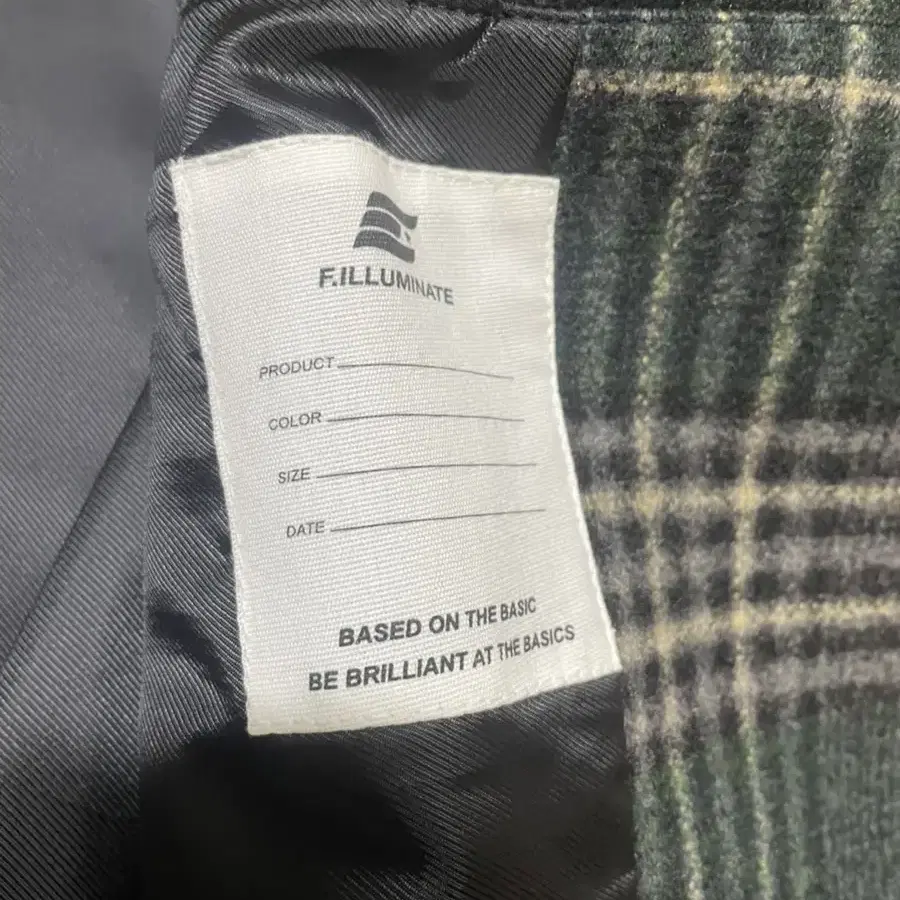 F.ILLUMINATE
PRODUCT
COLOR
SIZE
DATE
BASED ON THE BASIC
BE BRILLIANT AT THE BASICS